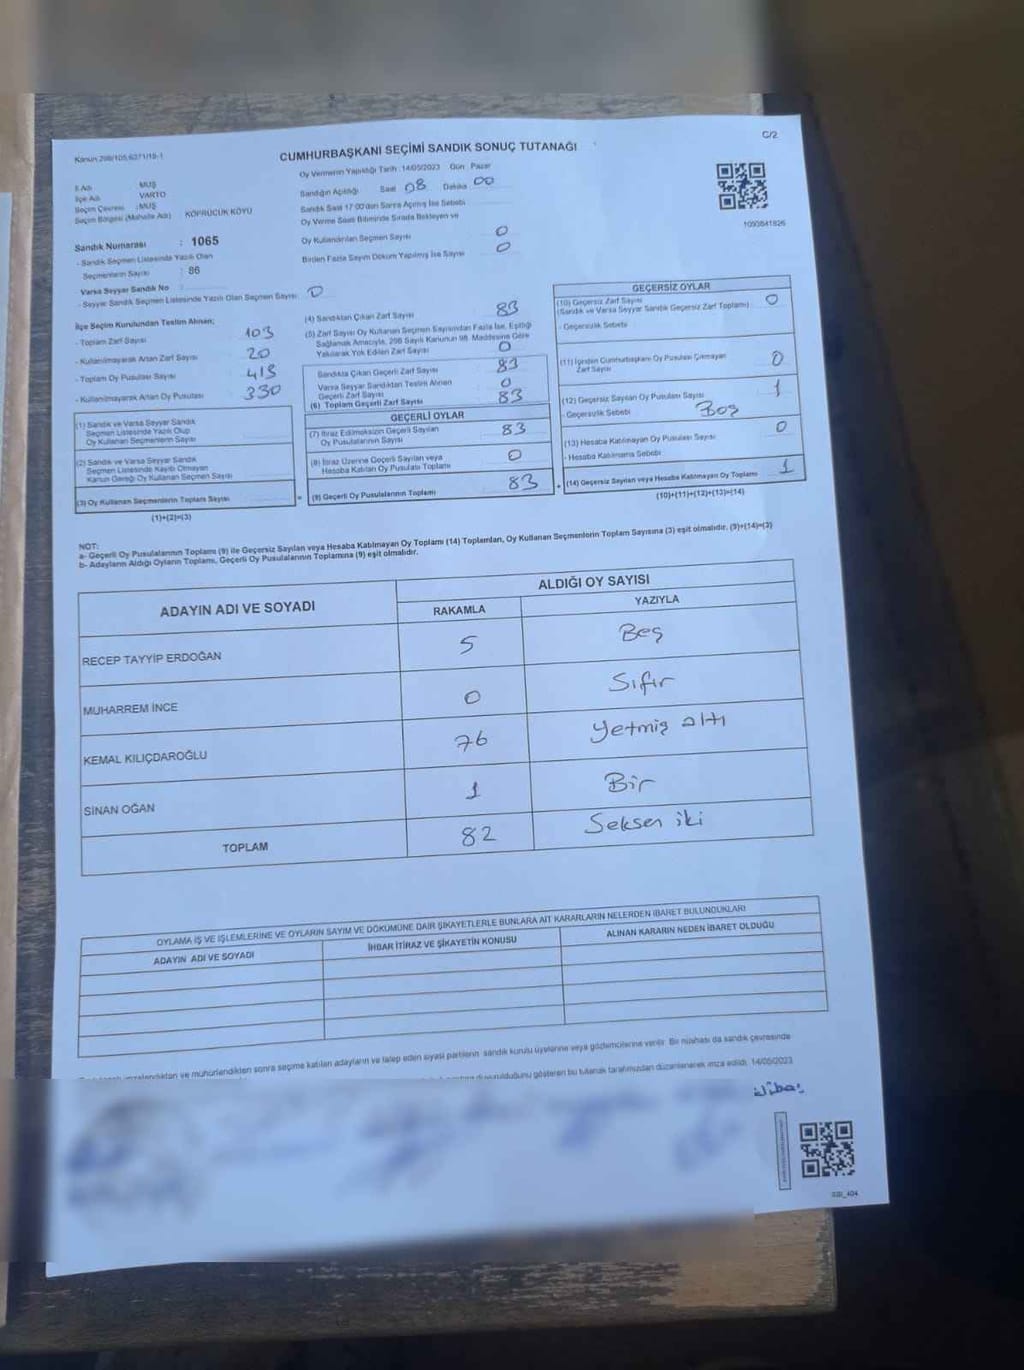 C/2
Kanun 298/105,6271/18-1
CUMHURBAŞKANI SEÇİMİ SANDIK SONUÇ TUTANAĞI
İl Adı MUŞ
İlçe Adı VARTO
Seçim Çevresi : MUŞ
Seçim Bölgesi (Mahalle Adı) KÖPRÜCÜK KÖYÜ
Sandık Numarası : 1065
- Sandık Seçmen Listesinde Yazılı Olan
Seçmenlerin Sayısı 86
- Varsa Seyyar Sandık No
- Seyyar Sandık Seçmen Listesinde Yazılı Olan Seçmen Sayısı 0
Oy Vermenin Yapıldığı Tarih : 14/05/2023 Gün : Pazar
Sandığın Açıldığı Saat 08 Dakika 00
Sandık Saat 17:00'den Sonra Açılmış İse Sebebi
Oy Verme Saati Bitiminde Sırada Bekleyen ve
Oy Kullandırılan Seçmen Sayısı 0
Birden Fazla Sayım Döküm Yapılmış İse Sayısı 0
1093841826
İlçe Seçim Kurulundan Teslim Alınan;
- Toplam Zarf Sayısı 103
- Kullanılmayarak Artan Zarf Sayısı 20
- Toplam Oy Pusulası Sayısı 413
- Kullanılmayarak Artan Oy Pusulası 330
(1) Sandık ve Varsa Seyyar Sandık
Seçmen Listesinde Yazılı Olup
Oy Kullanan Seçmenlerin Sayısı
(2) Sandık ve Varsa Seyyar Sandık
Seçmen Listesinde Kayıtlı Olmayan
Kanun Gereği Oy Kullanan Seçmen Sayısı
(3) Oy Kullanan Seçmenlerin Toplam Sayısı
(1)+(2)=(3)
(4) Sandıktan Çıkan Zarf Sayısı 83
(5) Zarf Sayısı Oy Kullanan Seçmen Sayısından Fazla İse, Eşitliği
Sağlamak Amacıyla, 298 Sayılı Kanunun 98. Maddesine Göre
Yakılarak Yok Edilen Zarf Sayısı 0
Sandıkta Çıkan Geçerli Zarf Sayısı 83
Varsa Seyyar Sandıktan Teslim Alınan
Geçerli Zarf Sayısı 0
(6) Toplam Geçerli Zarf Sayısı 83
GEÇERLİ OYLAR
(7) İtiraz Edilmeksizin Geçerli Sayılan
Oy Pusulalarının Sayısı 83
(8) İtiraz Üzerine Geçerli Sayılan veya
Hesaba Katılan Oy Pusulası Toplamı 0
(9) Geçerli Oy Pusulalarının Toplamı 83
GEÇERSİZ OYLAR
(10) Geçersiz Zarf Sayısı
(Sandık ve Varsa Seyyar Sandık Geçersiz Zarf Toplamı) 0
- Geçersizlik Sebebi
(11) İçinden Cumhurbaşkanı Oy Pusulası Çıkmayan
Zarf Sayısı 0
(12) Geçersiz Sayılan Oy Pusulası Sayısı 1
- Geçersizlik Sebebi Boş
(13) Hesaba Katılmayan Oy Pusulası Sayısı 0
- Hesaba Katılmama Sebebi
(14) Geçersiz Sayılan veya Hesaba Katılmayan Oy Toplamı 1
(10)+(11)+(12)+(13)=(14)
NOT:
a- Geçerli Oy Pusulalarının Toplamı (9) ile Geçersiz Sayılan veya Hesaba Katılmayan Oy Toplamı (14) Toplamları, Oy Kullanan Seçmenlerin Toplam Sayısına (3) eşit olmalıdır. (9)+(14)=(3)
b- Adayların Aldığı Oyların Toplamı, Geçerli Oy Pusulalarının Toplamına (9) eşit olmalıdır.
ADAYIN ADI VE SOYADI
ALDIĞI OY SAYISI
RAKAMLA YAZIYLA
RECEP TAYYİP ERDOĞAN 5 Beş
MUHARREM İNCE 0 Sıfır
KEMAL KILIÇDAROĞLU 76 yetmiş altı
SİNAN OĞAN 1 Bir
TOPLAM 82 Seksen iki
OYLAMA İŞ VE İŞLEMLERİNE VE OYLARIN SAYIM VE DÖKÜMÜNE DAİR ŞİKAYETLERLE BUNLARA AİT KARARLARIN NELERDEN İBARET BULUNDUKLARI
ADAYIN ADI VE SOYADI İHBAR İTİRAZ VE ŞİKAYETİN KONUSU ALINAN KARARIN NEDEN İBARET OLDUĞU
ve mühürlendikten sonra seçime katılan adayların ve talep eden siyasi partilerin sandık kurulu üyelerine veya gözlemcilerine verilir. Bir nüshası da sandık çevresinde
gösteren bu tutanak tarafımızdan düzenlenerek imza edildi. 14/05/2023